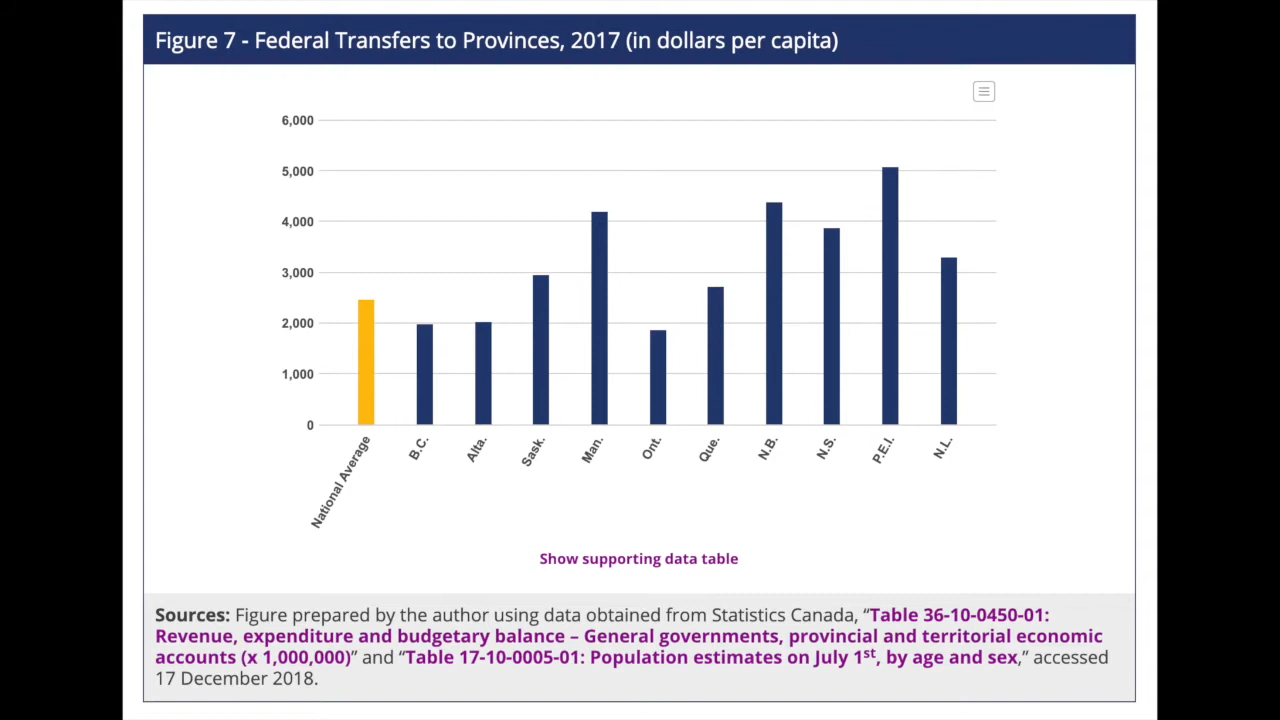 Figure 7 - Federal Transfers to Provinces, 2017 (in dollars per capita)
6,000
5,000
4,000
3,000
2,000
1,000
0
National Average
B.C.
Alta.
Sask.
Man.
Ont.
Que.
N.B.
N.S.
P.E.I.
N.L.
Show supporting data table
Sources: Figure prepared by the author using data obtained from Statistics Canada, “Table 36-10-0450-01:
Revenue, expenditure and budgetary balance – General governments, provincial and territorial economic
accounts (x 1,000,000)” and “Table 17-10-0005-01: Population estimates on July 1st, by age and sex,” accessed
17 December 2018.